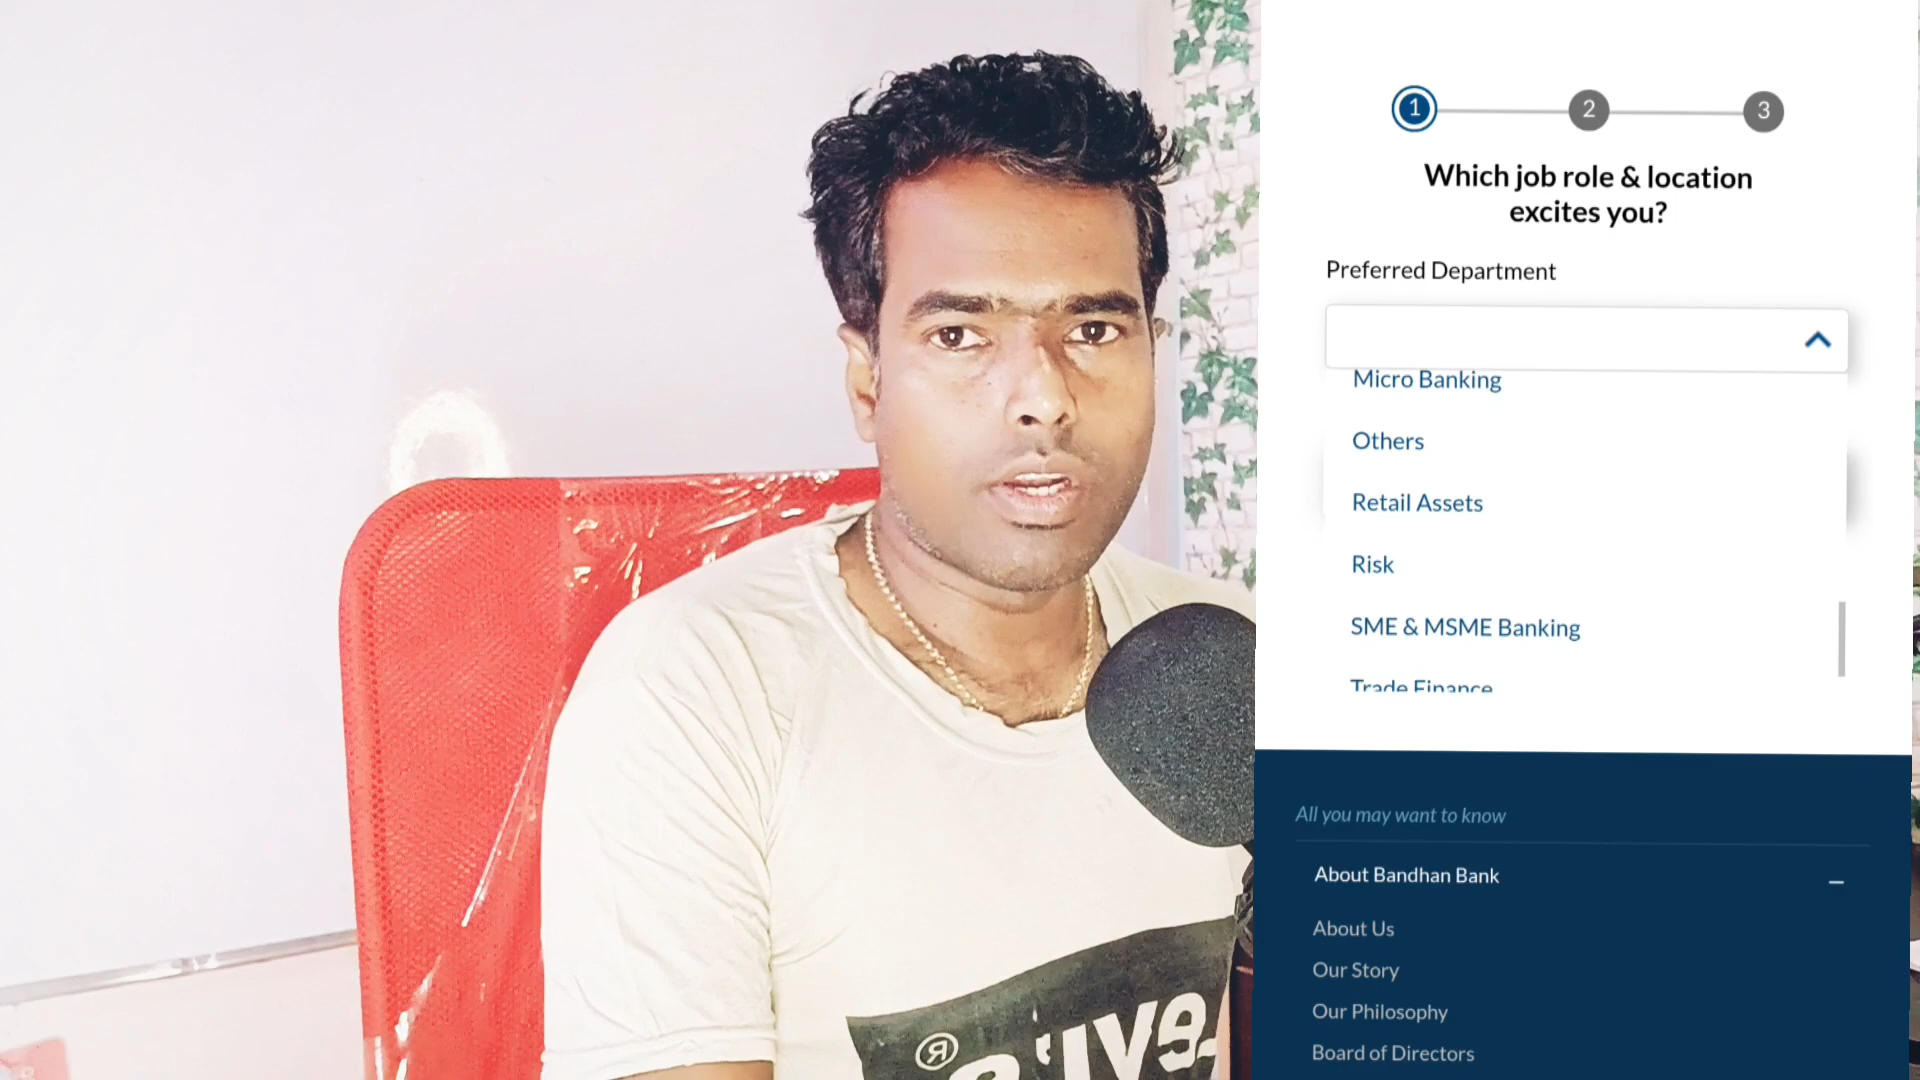 1
2
3
Which job role & location
excites you?
Preferred Department
Micro Banking
Others
Retail Assets
Risk
SME & MSME Banking
Trade Finance
All you may want to know
About Bandhan Bank
About Us
Our Story
Our Philosophy
Board of Directors